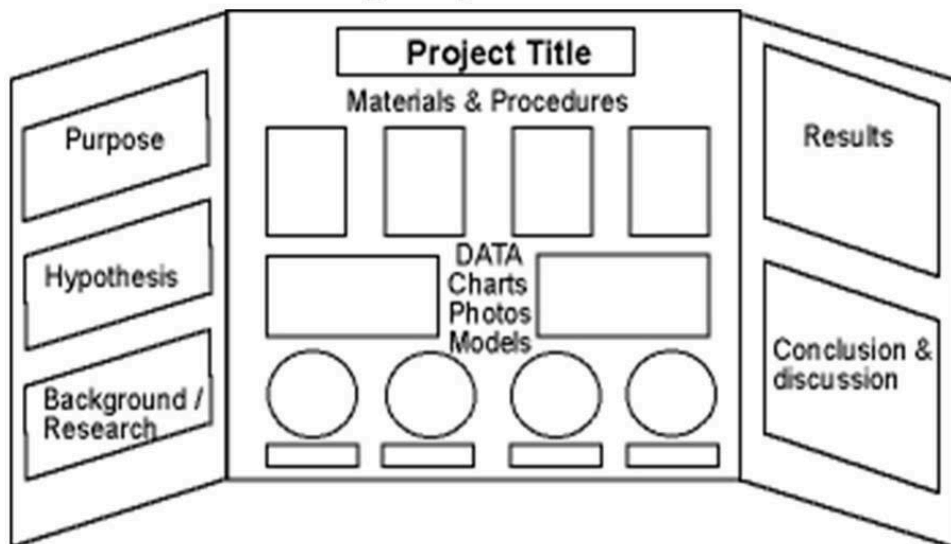 Purpose
Hypothesis
Background /
Research
Project Title
Materials & Procedures
DATA
Charts
Photos
Models
Results
Conclusion &
discussion